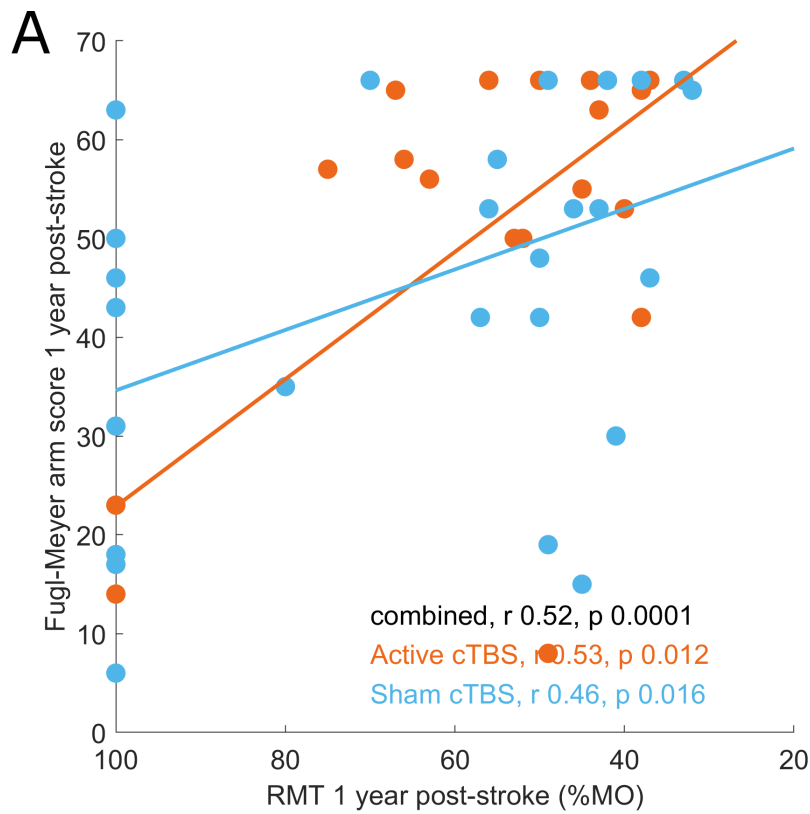 A
70
60
50
40
30
20
10
0
Fugl-Meyer arm score 1 year post-stroke
combined, r 0.52, p 0.0001
Active cTBS, r 0.53, p 0.012
Sham cTBS, r 0.46, p 0.016
100 80 60 40 20
RMT 1 year post-stroke (%MO)